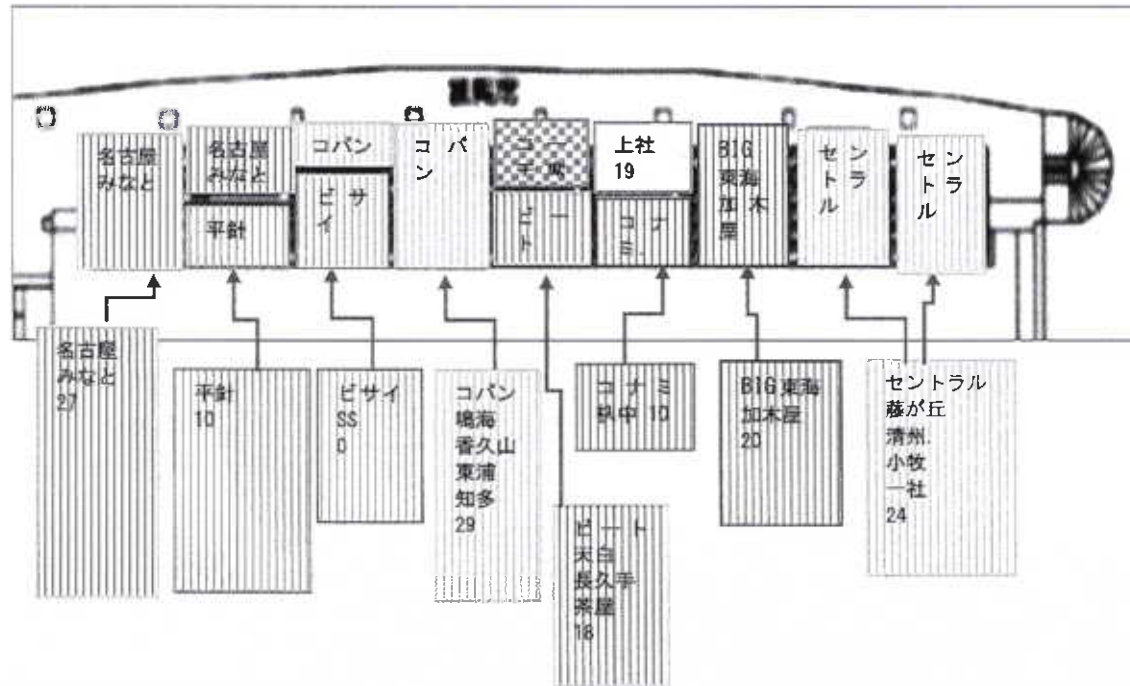 名古屋
みなと
名古屋
みなと
平針
コパン
ビサ
イ
コパ
ン
ビー
ト
上社
19
コナ
ミ
BIG
東海
加木
屋
セン
トラ
ル
セン
トラ
ル
名古屋
みなと
27
平針
10
ビサイ
SS
0
コパン
鳴海
香久山
東浦
知多
29
ビート
天白
長久手
茶屋
18
コナミ
10
BIG東海
加木屋
20
セントラル
藤が丘
清州.
小牧
一社
24